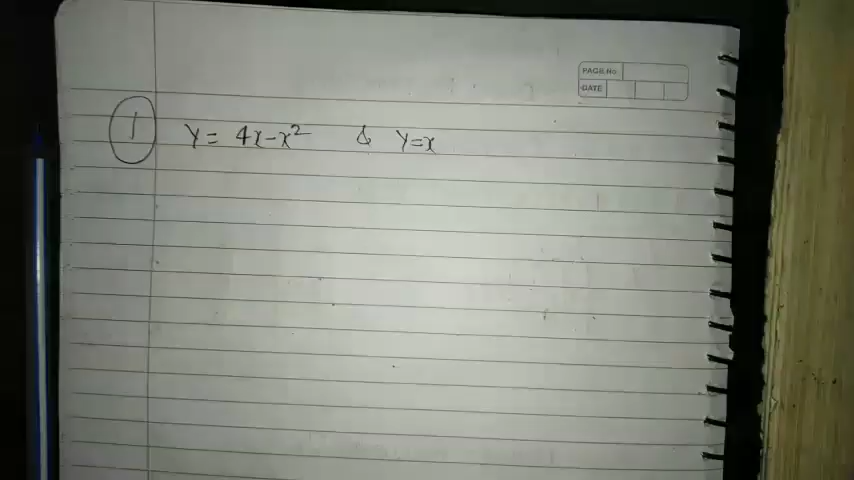 PAGE No.
DATE
1 y = 4x - x² & y = x